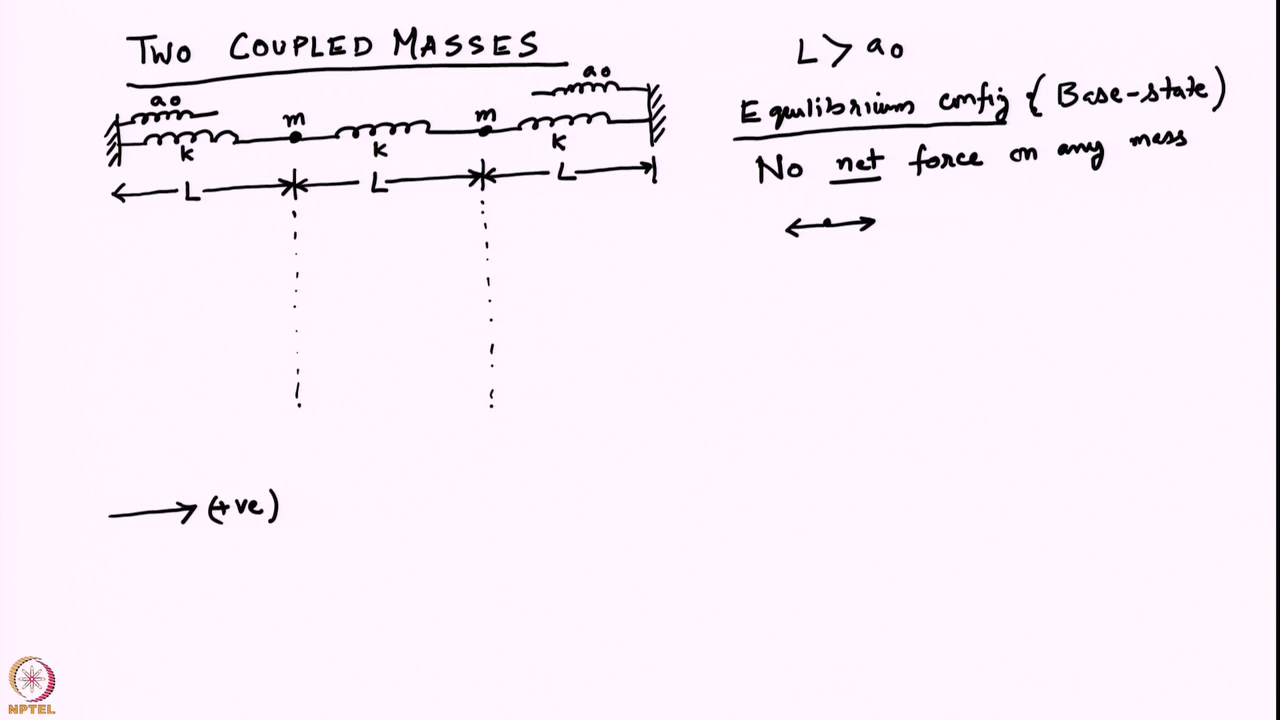 TWO COUPLED MASSES
L > a0
a0
a0
Equilibrium config { Base-state )
m
m
k
k
k
No net force on any mass
L
L
L
(+ve)
NPTEL